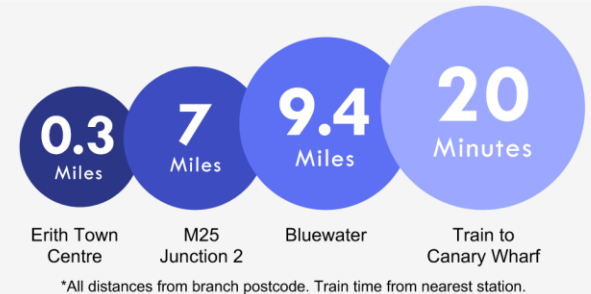 0.3
Miles
7
Miles
9.4
Miles
20
Minutes
Erith Town
Centre
M25
Junction 2
Bluewater
Train to
Canary Wharf
*All distances from branch postcode. Train time from nearest station.